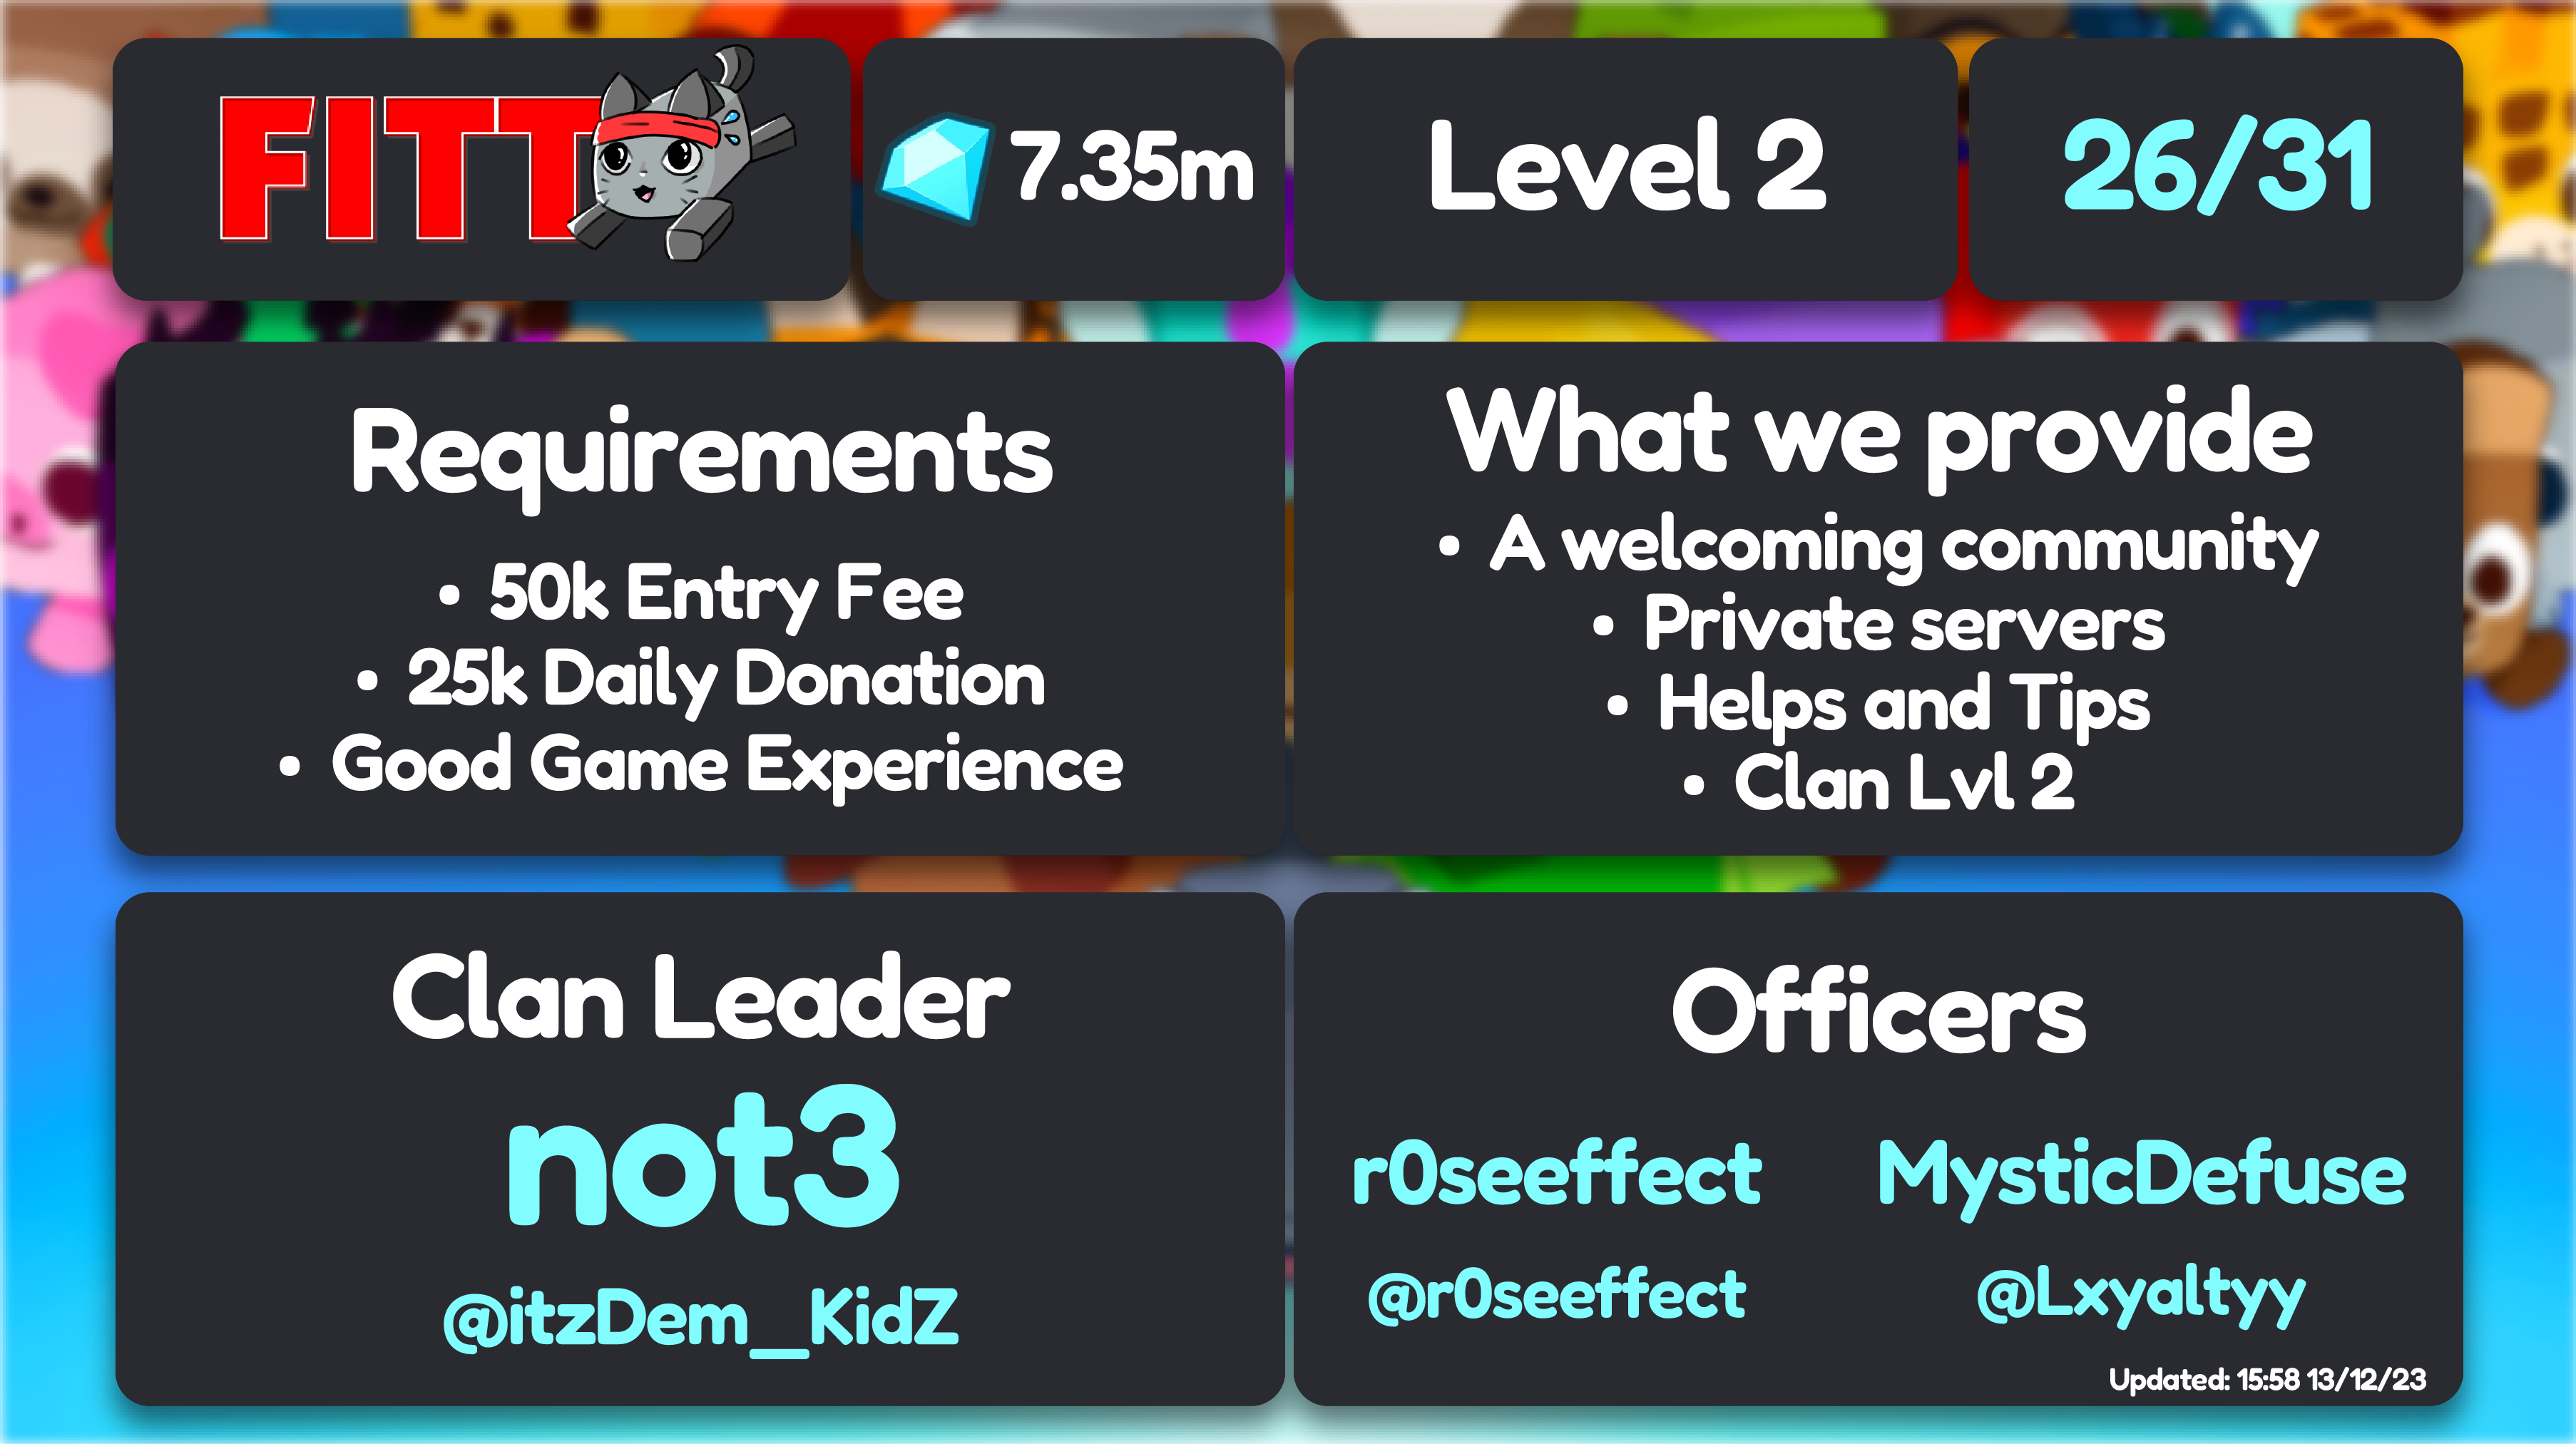 FITT
7.35m
Level 2
26/31
Requirements
• 50k Entry Fee
• 25k Daily Donation
• Good Game Experience
What we provide
• A welcoming community
• Private servers
• Helps and Tips
• Clan Lvl 2
Clan Leader
not3
@itzDem_KidZ
Officers
r0seeffect
@r0seeffect
MysticDefuse
@Lxyaltyy
Updated: 15:58 13/12/23